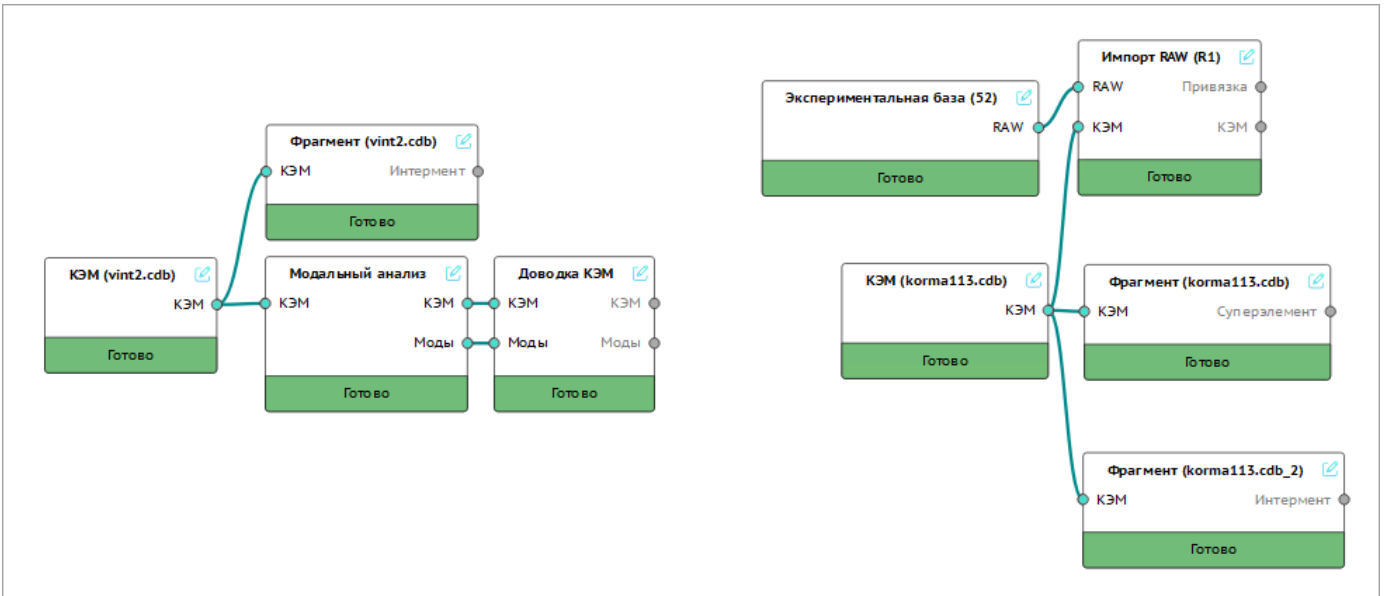 Фрагмент (vint2.cdb)
КЭМ Интермент
Готово
КЭМ (vint2.cdb)
КЭМ
Готово
Модальный анализ
КЭМ КЭМ
Моды
Готово
Доводка КЭМ
КЭМ КЭМ
Моды Моды
Готово
Экспериментальная база (52)
RAW
Готово
Импорт RAW (R1)
RAW Привязка
КЭМ КЭМ
Готово
КЭМ (korma113.cdb)
КЭМ
Готово
Фрагмент (korma113.cdb)
КЭМ Суперэлемент
Готово
Фрагмент (korma113.cdb_2)
КЭМ Интермент
Готово